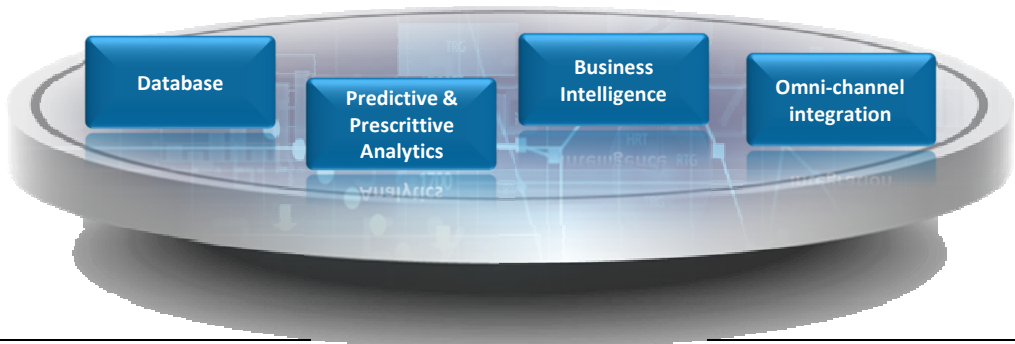 Database
Predictive &
Prescrittive
Analytics
Business
Intelligence
Omni-channel
integration